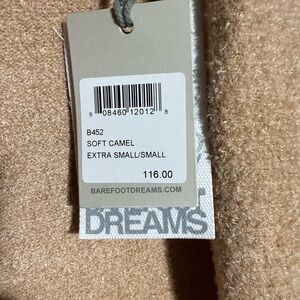 8 08460 12012 8
B452
SOFT CAMEL
EXTRA SMALL/SMALL
116.00
BAREFOOTDREAMS.COM
DREAMS